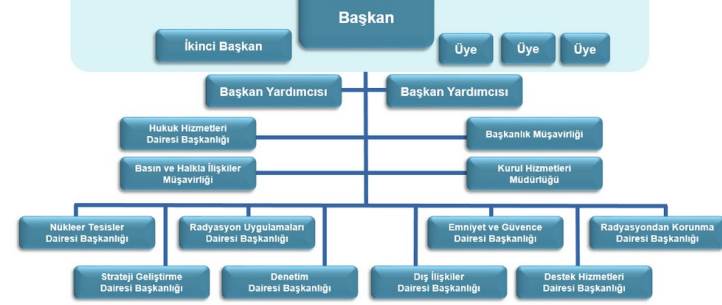 Başkan
İkinci Başkan
Üye
Üye
Üye
Başkan Yardımcısı
Başkan Yardımcısı
Hukuk Hizmetleri
Dairesi Başkanlığı
Başkanlık Müşavirliği
Basın ve Halkla İlişkiler
Müşavirliği
Kurul Hizmetleri
Müdürlüğü
Nükleer Tesisler
Dairesi Başkanlığı
Radyasyon Uygulamaları
Dairesi Başkanlığı
Emniyet ve Güvence
Dairesi Başkanlığı
Radyasyondan Korunma
Dairesi Başkanlığı
Strateji Geliştirme
Dairesi Başkanlığı
Denetim
Dairesi Başkanlığı
Dış İlişkiler
Dairesi Başkanlığı
Destek Hizmetleri
Dairesi Başkanlığı